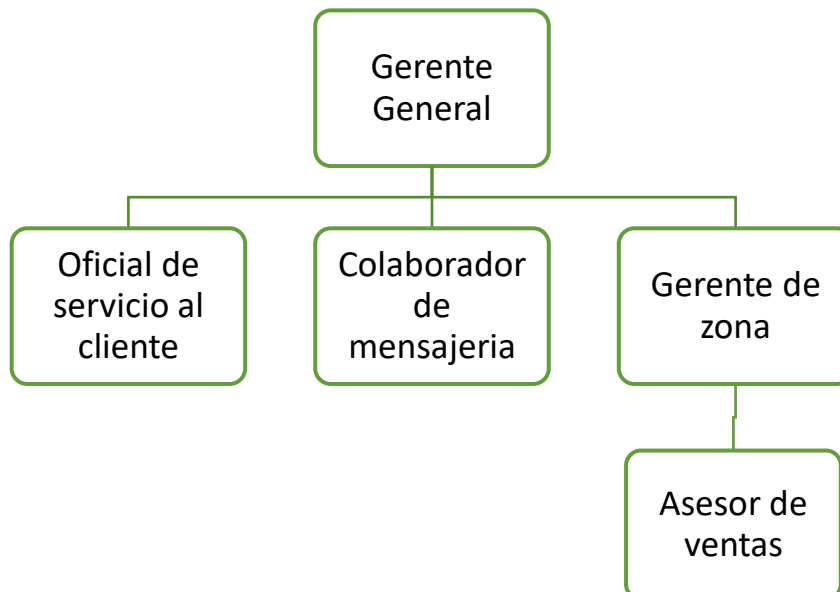 Gerente
General
Oficial de
servicio al
cliente
Colaborador
de
mensajeria
Gerente de
zona
Asesor de
ventas